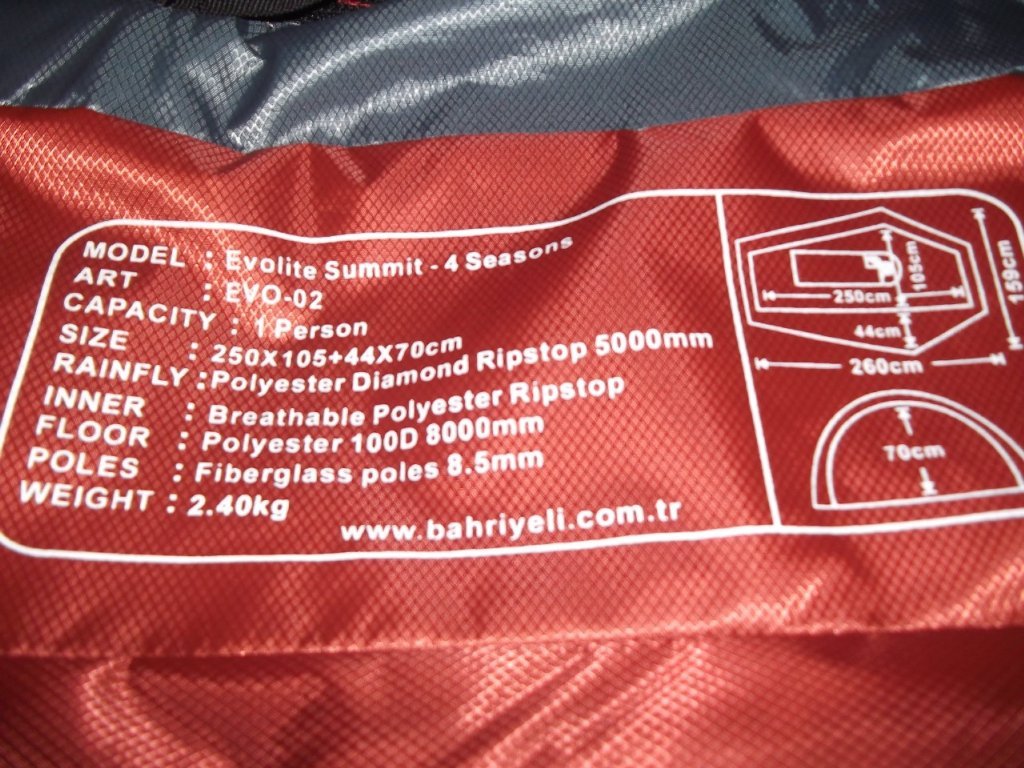 MODEL : Evolite Summit - 4 Seasons
ART : EVO-02
CAPACITY : 1 Person
SIZE : 250X105+44X70cm
RAINFLY : Polyester Diamond Ripstop 5000mm
INNER : Breathable Polyester Ripstop
FLOOR : Polyester 100D 8000mm
POLES : Fiberglass poles 8.5mm
WEIGHT : 2.40kg
www.bahriyeli.com.tr
105cm
159cm
250cm
44cm
260cm
70cm